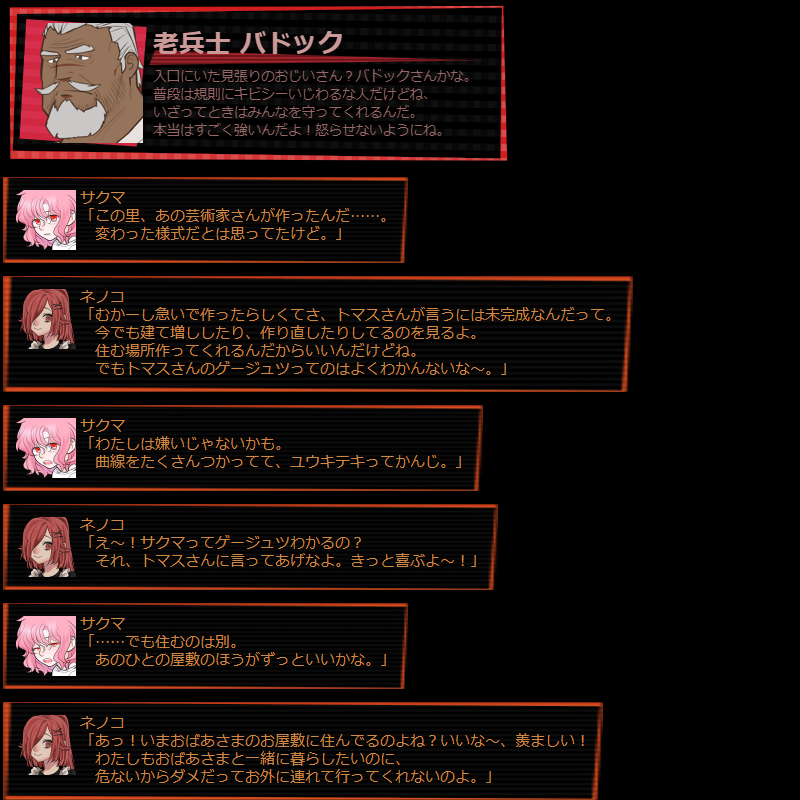 老兵士 バドック
入口にいた見張りのおじいさん？バドックさんかな。
普段は規則にキビシーいじわるな人だけどね、
いざってときはみんなを守ってくれるんだ。
本当はすごく強いんだよ！怒らせないようにね。
サクマ
「この里、あの芸術家さんが作ったんだ……。
変わった様式だとは思ってたけど。」
ネノコ
「むかーし急いで作ったらしくてさ、トマスさんが言うには未完成なんだって。
今でも建て増ししたり、作り直したりしてるのを見るよ。
住む場所作ってくれるんだからいいんだけどね。
でもトマスさんのゲージュツってのはよくわかんないな～。」
サクマ
「わたしは嫌いじゃないかも。
曲線をたくさんつかってて、ユウキテキってかんじ。」
ネノコ
「え～！サクマってゲージュツわかるの？
それ、トマスさんに言ってあげなよ。きっと喜ぶよ～！」
サクマ
「……でも住むのは別。
あのひとの屋敷のほうがずっといいかな。」
ネノコ
「あっ！いまおばあさまのお屋敷に住んでるのよね？いいな～、羨ましい！
わたしもおばあさまと一緒に暮らしたいのに、
危ないからダメだってお外に連れて行ってくれないのよ。」